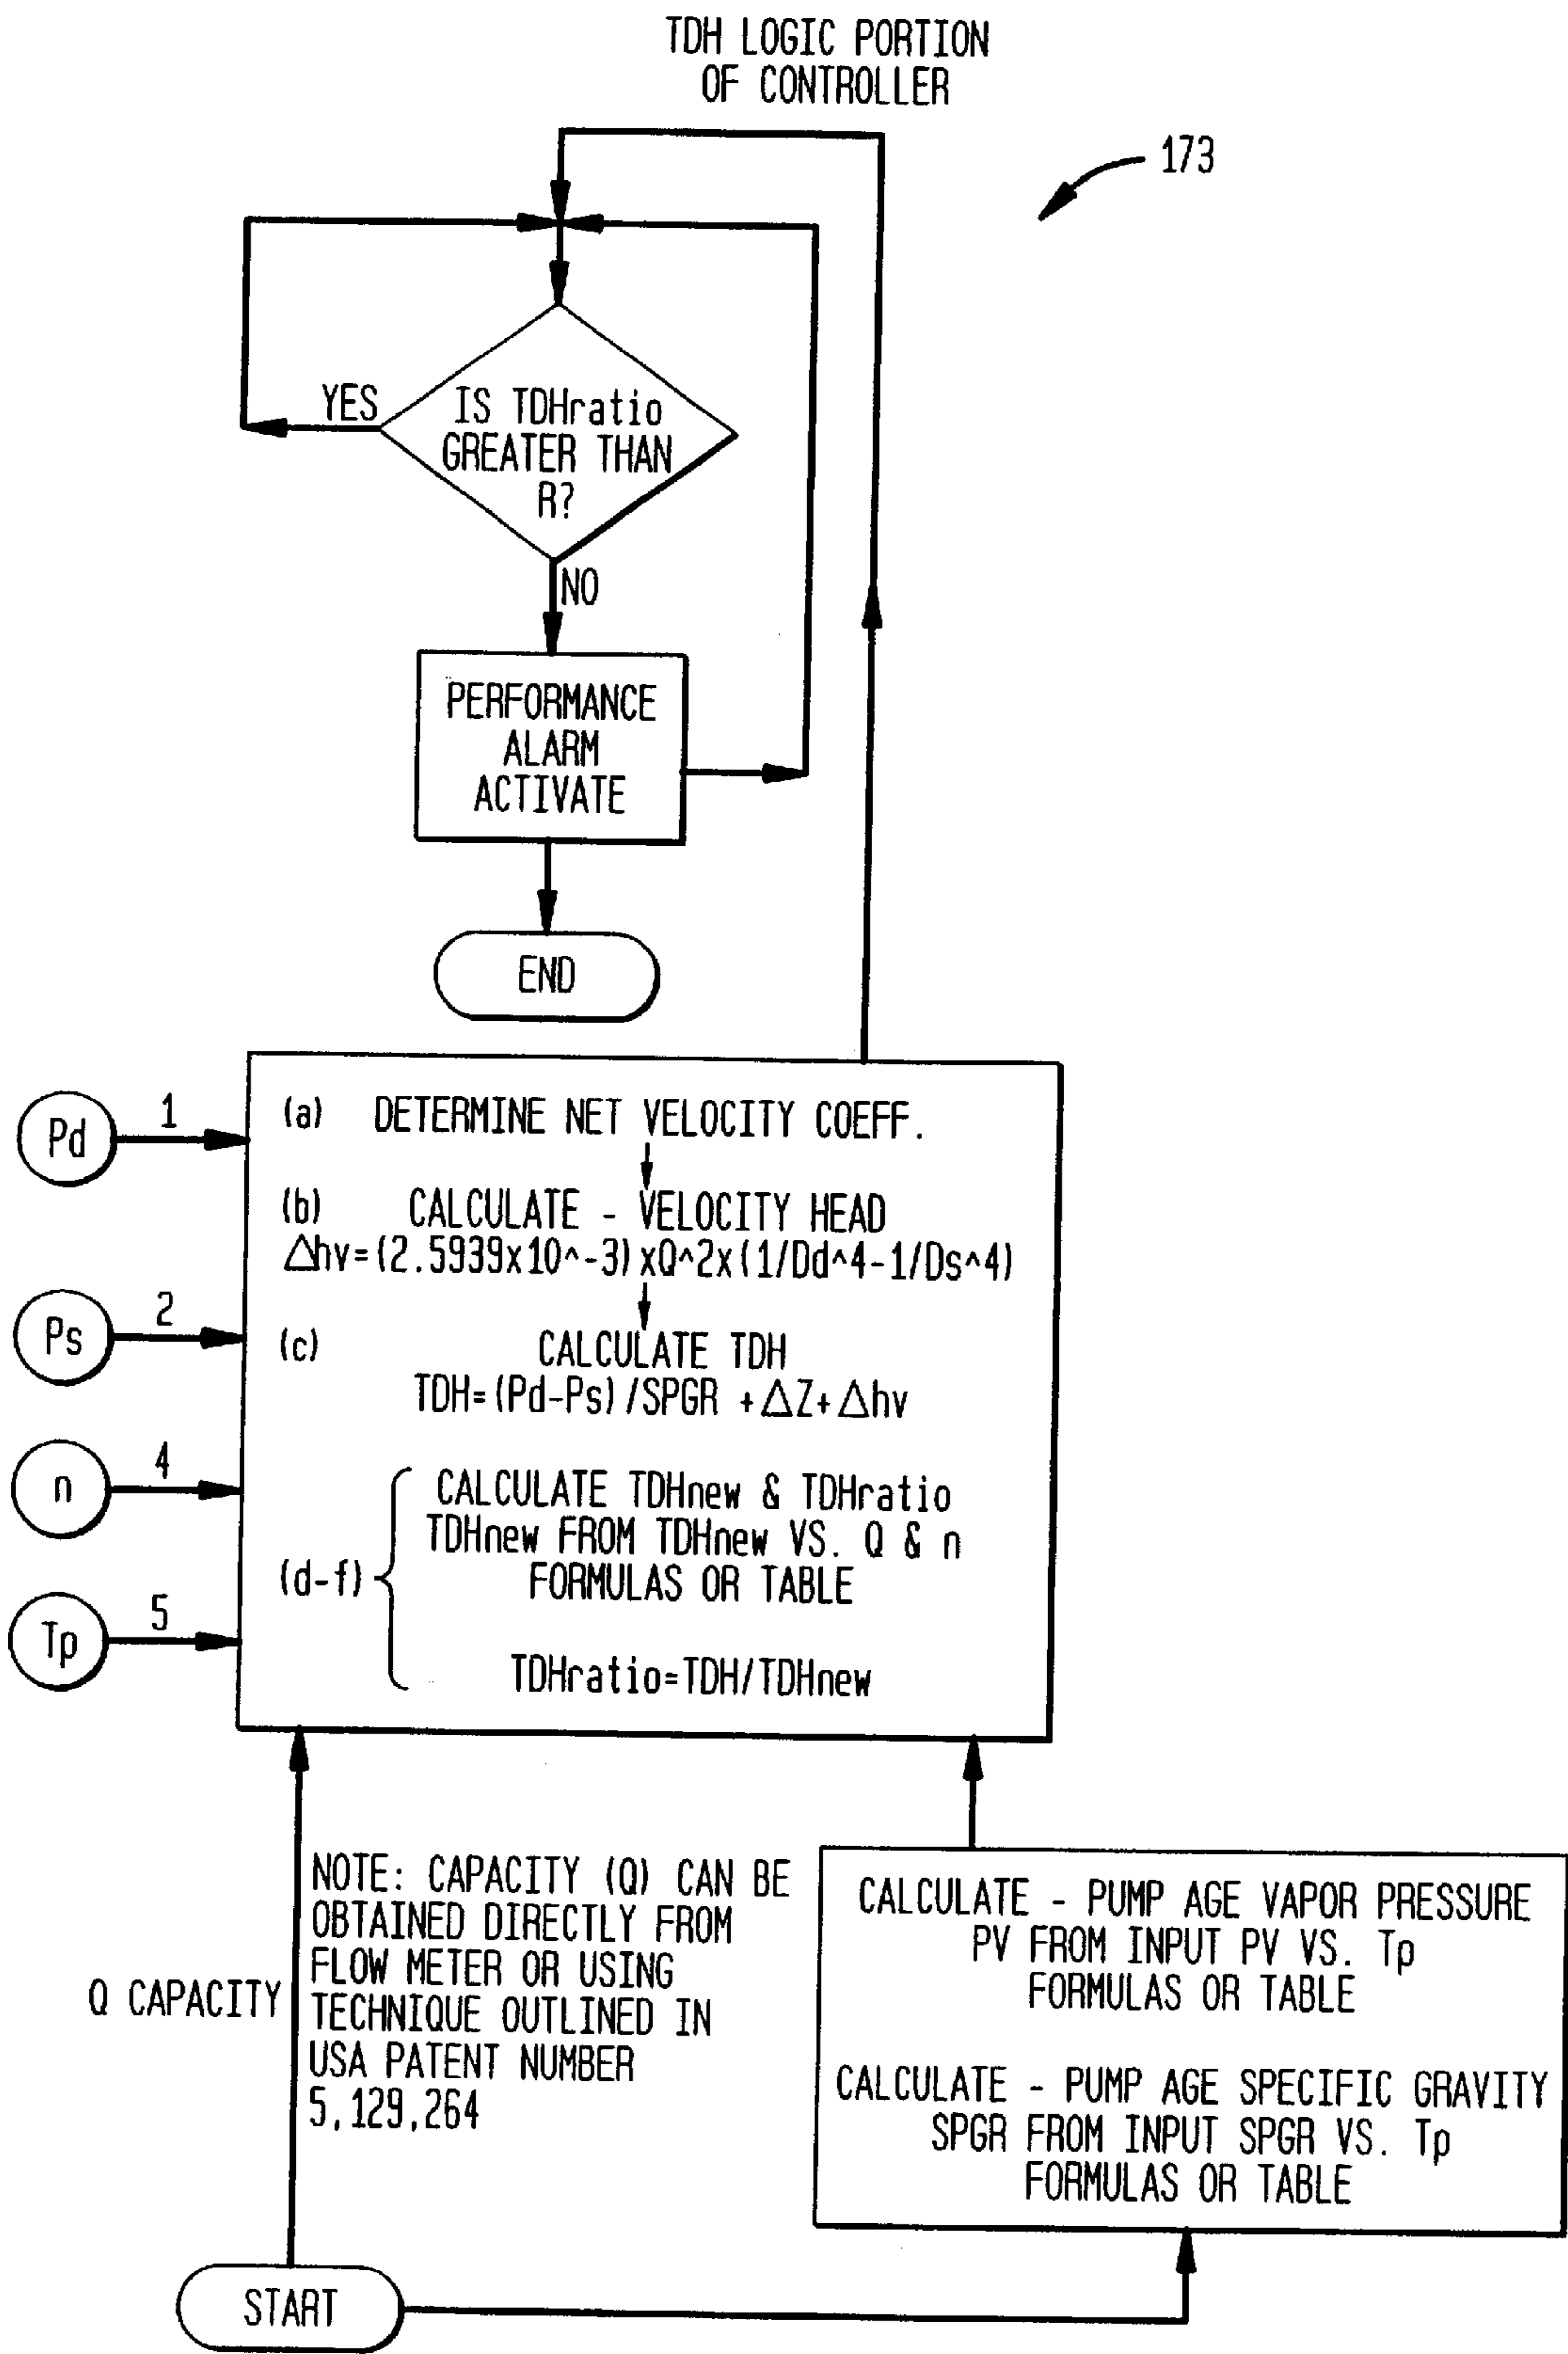 TDH LOGIC PORTION
OF CONTROLLER
173
YES
IS TDHratio
GREATER THAN
R?
NO
PERFORMANCE
ALARM
ACTIVATE
END
Pd
1
(a) DETERMINE NET VELOCITY COEFF.
(b) CALCULATE - VELOCITY HEAD
Δhv=(2.5939x10^-3)xQ^2x(1/Dd^4-1/Ds^4)
Ps
2
(c) CALCULATE TDH
TDH=(Pd-Ps)/SPGR +ΔZ+Δhv
n
4
CALCULATE TDHnew & TDHratio
TDHnew FROM TDHnew VS. Q & n
(d-f) FORMULAS OR TABLE
Tp
5
TDHratio=TDH/TDHnew
Q CAPACITY
NOTE: CAPACITY (Q) CAN BE
OBTAINED DIRECTLY FROM
FLOW METER OR USING
TECHNIQUE OUTLINED IN
USA PATENT NUMBER
5,129,264
CALCULATE - PUMP AGE VAPOR PRESSURE
PV FROM INPUT PV VS. Tp
FORMULAS OR TABLE
CALCULATE - PUMP AGE SPECIFIC GRAVITY
SPGR FROM INPUT SPGR VS. Tp
FORMULAS OR TABLE
START